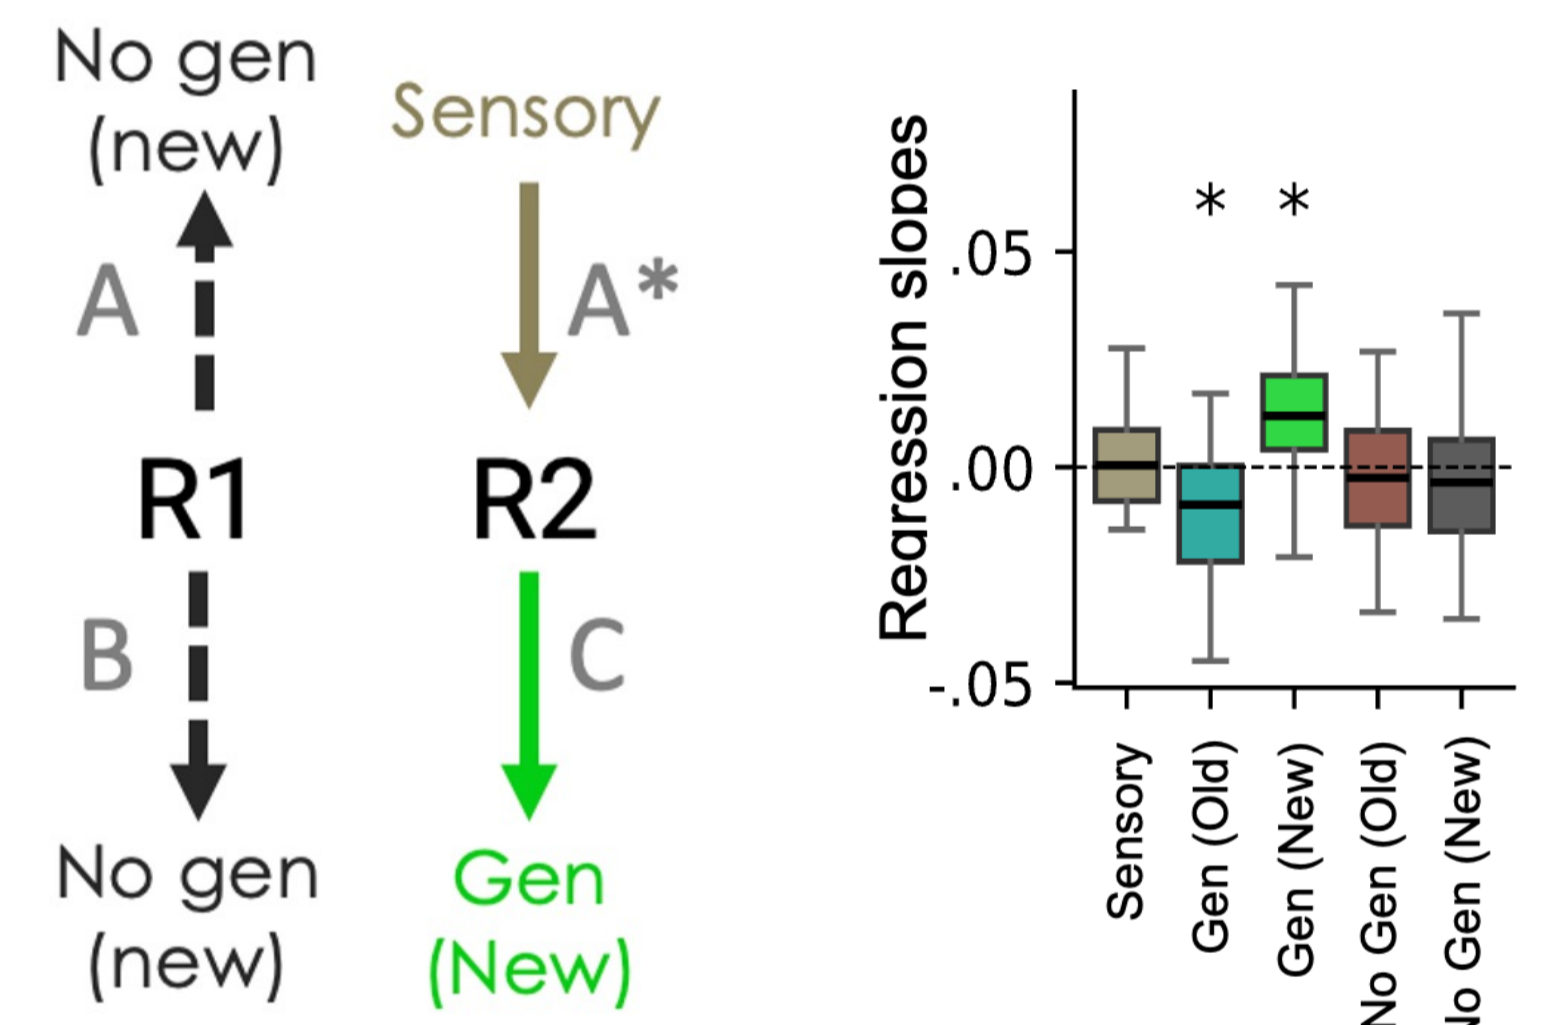 No gen
(new)
A
R1
B
No gen
(new)
Sensory
A*
R2
C
Gen
(New)
Regression slopes
* *
.05
.00
-.05
Sensory
Gen (Old)
Gen (New)
No Gen (Old)
No Gen (New)